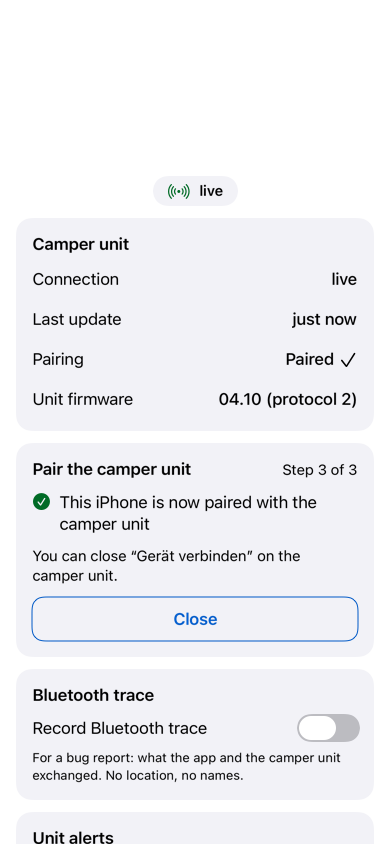 live
Camper unit
Connection live
Last update just now
Pairing Paired ✓
Unit firmware 04.10 (protocol 2)
Pair the camper unit Step 3 of 3
This iPhone is now paired with the
camper unit
You can close “Gerät verbinden” on the
camper unit.
Close
Bluetooth trace
Record Bluetooth trace
For a bug report: what the app and the camper unit
exchanged. No location, no names.
Unit alerts